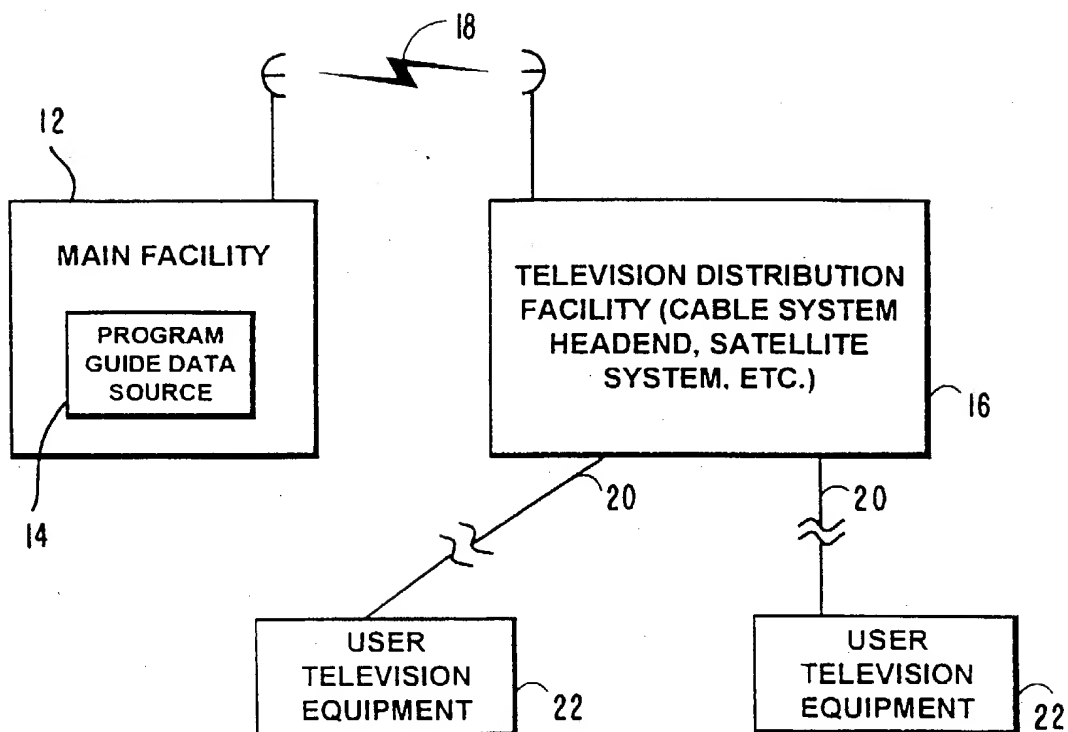 18
12
MAIN FACILITY
PROGRAM
GUIDE DATA
SOURCE
14
TELEVISION DISTRIBUTION
FACILITY (CABLE SYSTEM
HEADEND, SATELLITE
SYSTEM, ETC.)
16
20
20
USER
TELEVISION
EQUIPMENT
22
USER
TELEVISION
EQUIPMENT
22